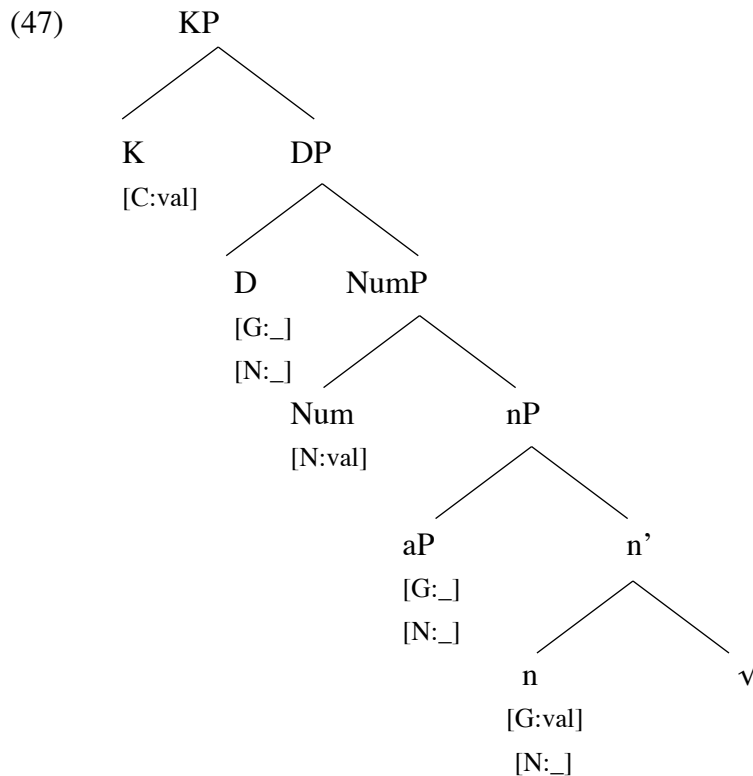 (47) KP
K DP
[C:val]
D NumP
[G:_]
[N:_]
Num nP
[N:val]
aP n’
[G:_]
[N:_]
n √
[G:val]
[N:_]